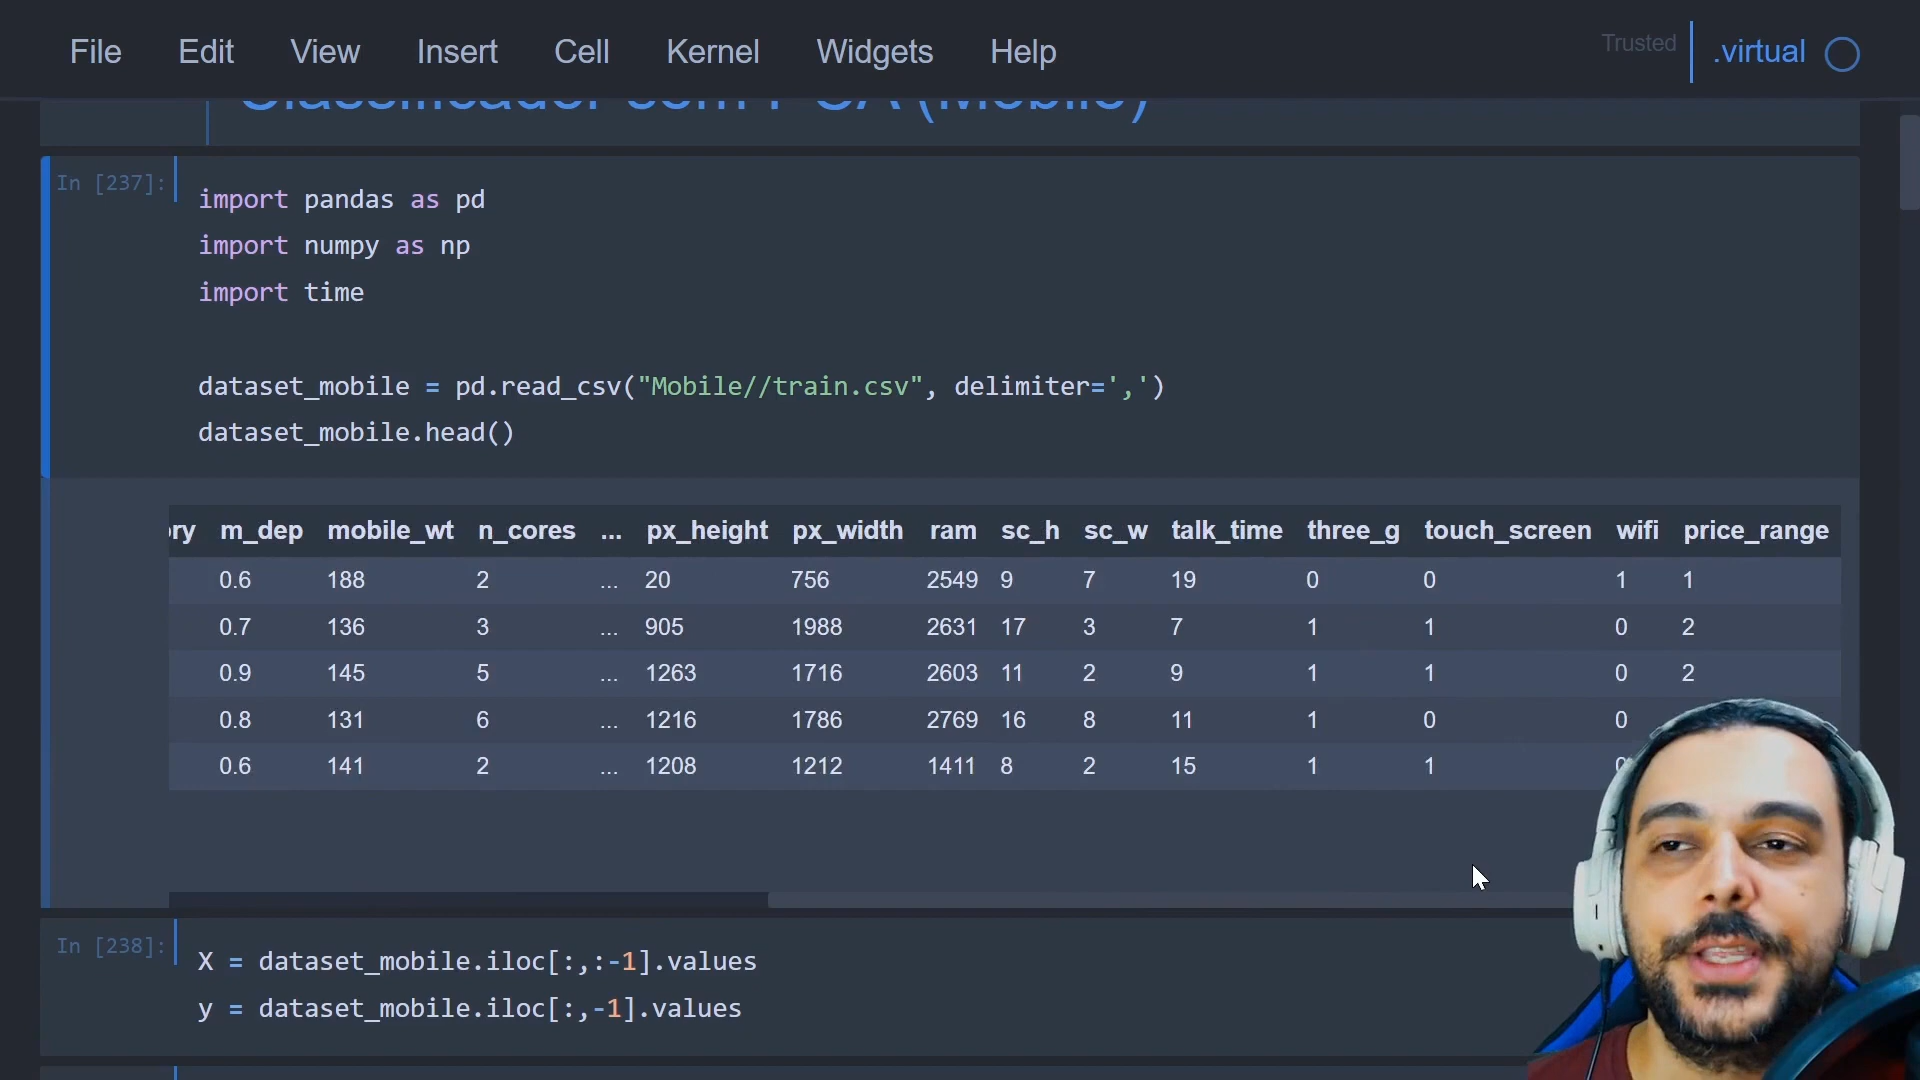 File Edit View Insert Cell Kernel Widgets Help Trusted .virtual
(Mobile)
In [237]: import pandas as pd
import numpy as np
import time
dataset_mobile = pd.read_csv("Mobile//train.csv", delimiter=',')
dataset_mobile.head()
ory m_dep mobile_wt n_cores ... px_height px_width ram sc_h sc_w talk_time three_g touch_screen wifi price_range
0.6 188 2 ... 20 756 2549 9 7 19 0 0 1 1
0.7 136 3 ... 905 1988 2631 17 3 7 1 1 0 2
0.9 145 5 ... 1263 1716 2603 11 2 9 1 1 0 2
0.8 131 6 ... 1216 1786 2769 16 8 11 1 0 0
0.6 141 2 ... 1208 1212 1411 8 2 15 1 1 0
In [238]: X = dataset_mobile.iloc[:,:-1].values
y = dataset_mobile.iloc[:,-1].values